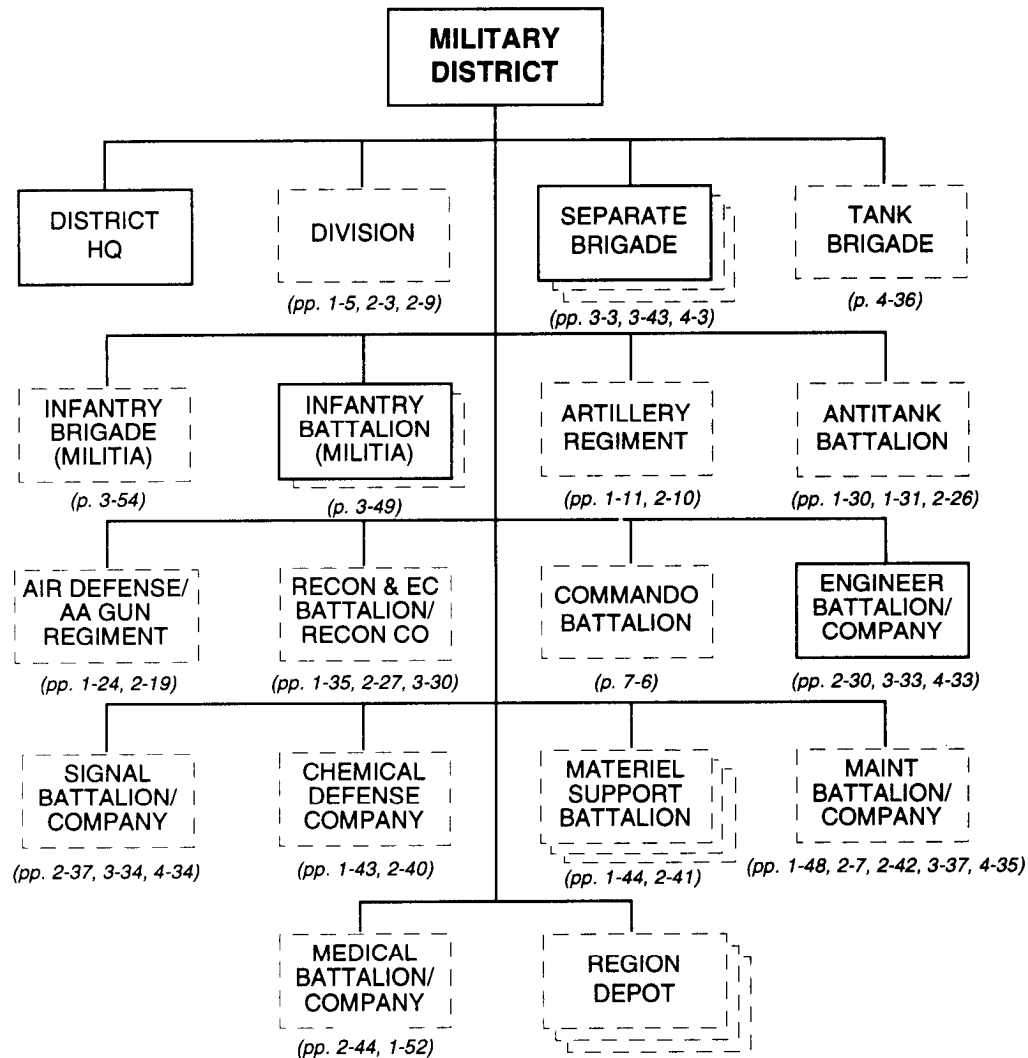 MILITARY
DISTRICT
DISTRICT
HQ
DIVISION
(pp. 1-5, 2-3, 2-9)
SEPARATE
BRIGADE
(pp. 3-3, 3-43, 4-3)
TANK
BRIGADE
(p. 4-36)
INFANTRY
BRIGADE
(MILITIA)
(p. 3-54)
INFANTRY
BATTALION
(MILITIA)
(p. 3-49)
ARTILLERY
REGIMENT
(pp. 1-11, 2-10)
ANTITANK
BATTALION
(pp. 1-30, 1-31, 2-26)
AIR DEFENSE/
AA GUN
REGIMENT
(pp. 1-24, 2-19)
RECON & EC
BATTALION/
RECON CO
(pp. 1-35, 2-27, 3-30)
COMMANDO
BATTALION
(p. 7-6)
ENGINEER
BATTALION/
COMPANY
(pp. 2-30, 3-33, 4-33)
SIGNAL
BATTALION/
COMPANY
(pp. 2-37, 3-34, 4-34)
CHEMICAL
DEFENSE
COMPANY
(pp. 1-43, 2-40)
MATERIEL
SUPPORT
BATTALION
(pp. 1-44, 2-41)
MAINT
BATTALION/
COMPANY
(pp. 1-48, 2-7, 2-42, 3-37, 4-35)
MEDICAL
BATTALION/
COMPANY
(pp. 2-44, 1-52)
REGION
DEPOT